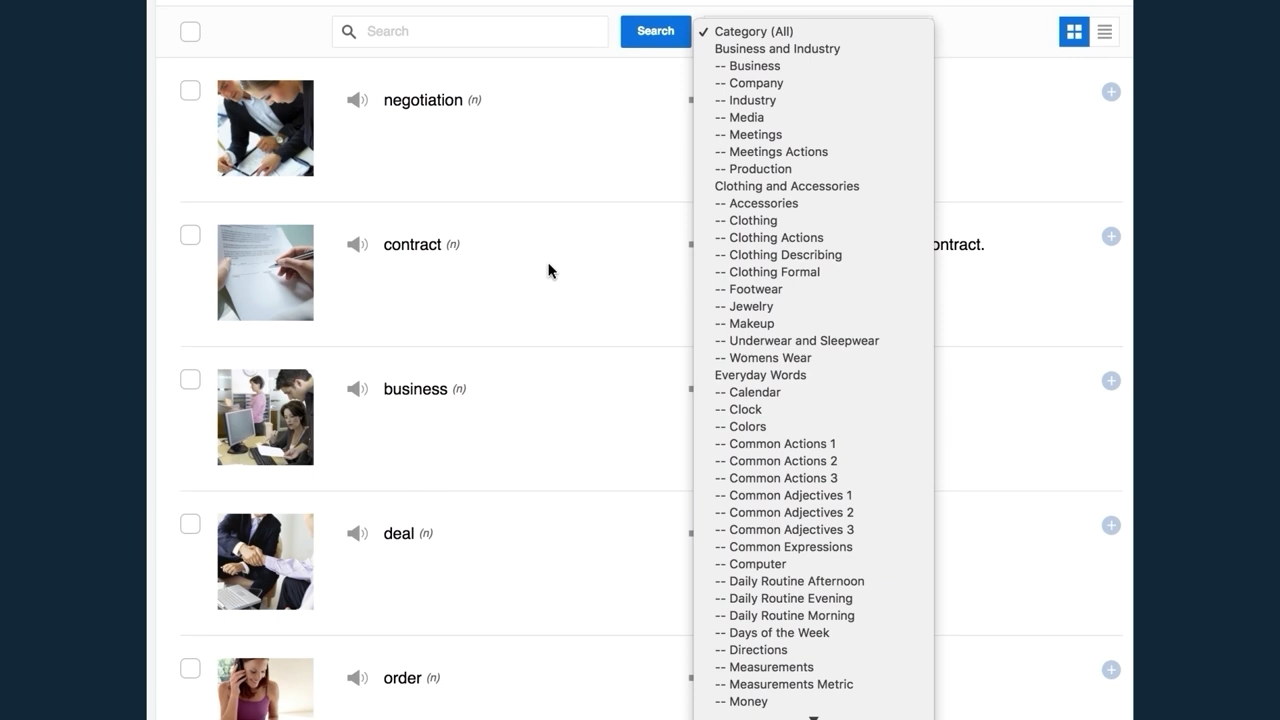 Search
Search
✓ Category (All)
Business and Industry
-- Business
-- Company
-- Industry
-- Media
-- Meetings
-- Meetings Actions
-- Production
Clothing and Accessories
-- Accessories
-- Clothing
-- Clothing Actions
-- Clothing Describing
-- Clothing Formal
-- Footwear
-- Jewelry
-- Makeup
-- Underwear and Sleepwear
-- Womens Wear
Everyday Words
-- Calendar
-- Clock
-- Colors
-- Common Actions 1
-- Common Actions 2
-- Common Actions 3
-- Common Adjectives 1
-- Common Adjectives 2
-- Common Adjectives 3
-- Common Expressions
-- Computer
-- Daily Routine Afternoon
-- Daily Routine Evening
-- Daily Routine Morning
-- Days of the Week
-- Directions
-- Measurements
-- Measurements Metric
-- Money
negotiation (n)
contract (n)
ontract.
business (n)
deal (n)
order (n)